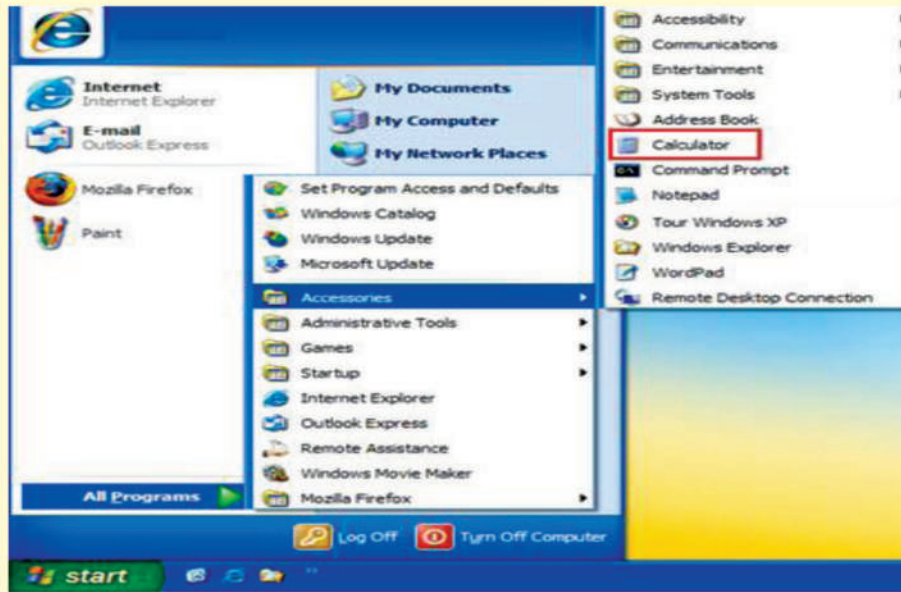 Internet
Internet Explorer
E-mail
Outlook Express
Mozilla Firefox
Paint
My Documents
My Computer
My Network Places
Set Program Access and Defaults
Windows Catalog
Windows Update
Microsoft Update
Accessories
Administrative Tools
Games
Startup
Internet Explorer
Outlook Express
Remote Assistance
Windows Movie Maker
Mozilla Firefox
Accessibility
Communications
Entertainment
System Tools
Address Book
Calculator
Command Prompt
Notepad
Tour Windows XP
Windows Explorer
WordPad
Remote Desktop Connection
All Programs
Log Off
Turn Off Computer
start